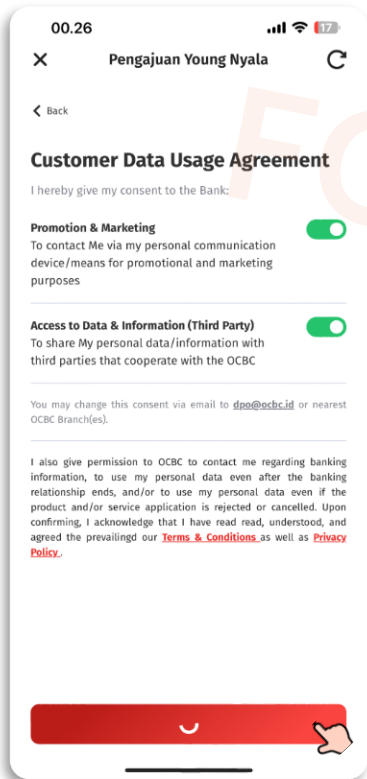 00.26
17
Pengajuan Young Nyala
Back
Customer Data Usage Agreement
I hereby give my consent to the Bank:
Promotion & Marketing
To contact Me via my personal communication
device/means for promotional and marketing
purposes
Access to Data & Information (Third Party)
To share My personal data/information with
third parties that cooperate with the OCBC
You may change this consent via email to dpo@ocbc.id or nearest
OCBC Branch(es).
I also give permission to OCBC to contact me regarding banking
information, to use my personal data even after the banking
relationship ends, and/or to use my personal data even if the
product and/or service application is rejected or cancelled. Upon
confirming, I acknowledge that I have read read, understood, and
agreed the prevailingd our Terms & Conditions as well as Privacy
Policy.